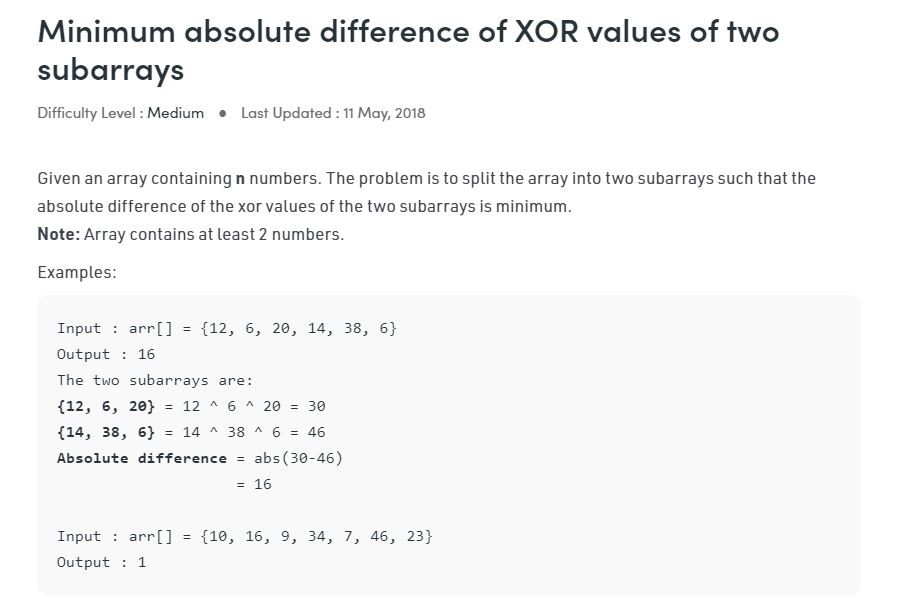 Minimum absolute difference of XOR values of two
subarrays
Difficulty Level : Medium ● Last Updated : 11 May, 2018
Given an array containing n numbers. The problem is to split the array into two subarrays such that the
absolute difference of the xor values of the two subarrays is minimum.
Note: Array contains at least 2 numbers.
Examples:
Input : arr[] = {12, 6, 20, 14, 38, 6}
Output : 16
The two subarrays are:
{12, 6, 20} = 12 ^ 6 ^ 20 = 30
{14, 38, 6} = 14 ^ 38 ^ 6 = 46
Absolute difference = abs(30-46)
= 16
Input : arr[] = {10, 16, 9, 34, 7, 46, 23}
Output : 1